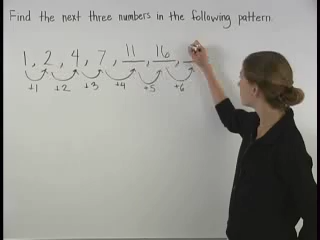 Find the next three numbers in the following pattern.
1, 2, 4, 7, 11, 16, __
+1 +2 +3 +4 +5 +6